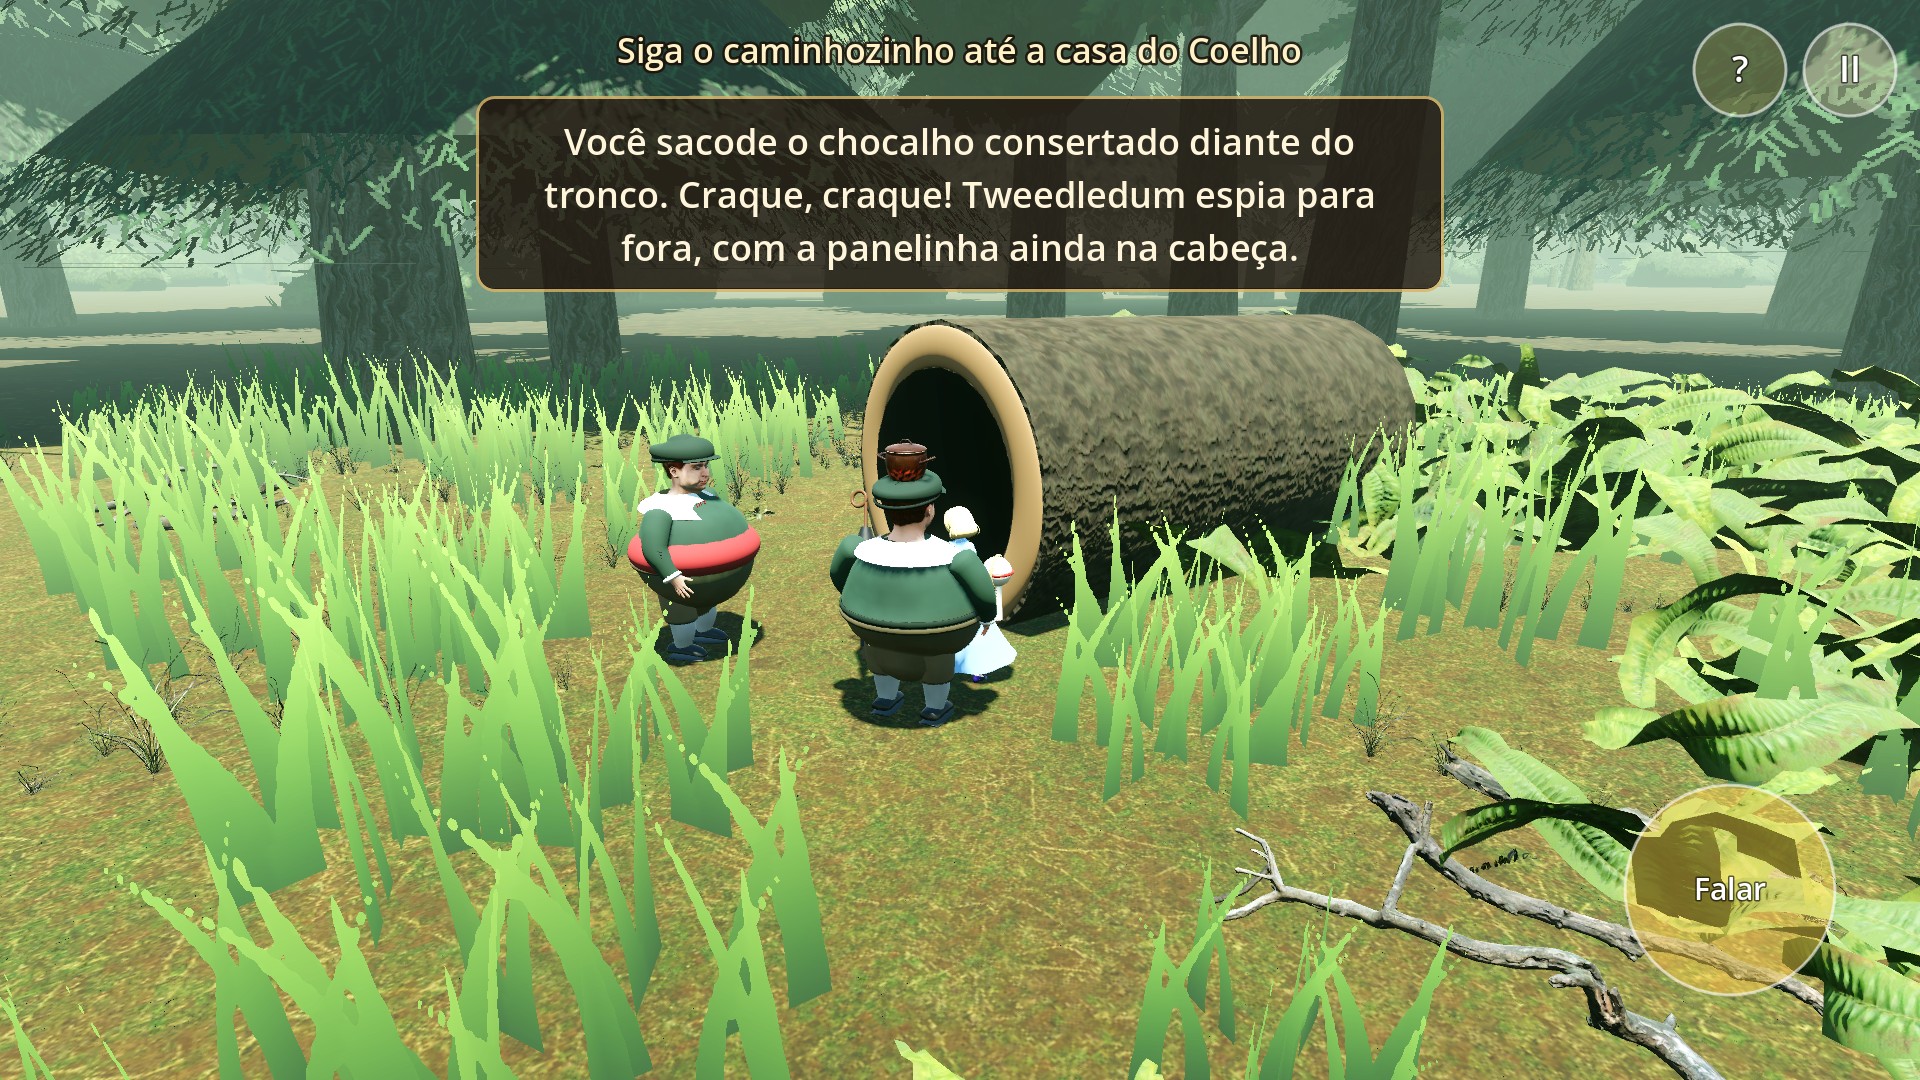 Siga o caminhozinho até a casa do Coelho
?
Você sacode o chocalho consertado diante do
tronco. Craque, craque! Tweedledum espia para
fora, com a panelinha ainda na cabeça.
Falar